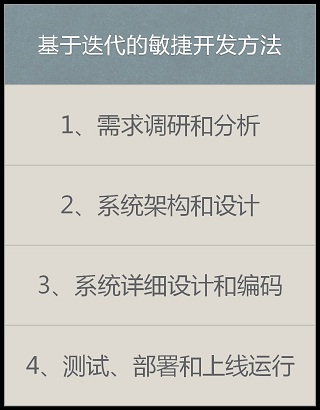 基于迭代的敏捷开发方法
1、需求调研和分析
2、系统架构和设计
3、系统详细设计和编码
4、测试、部署和上线运行